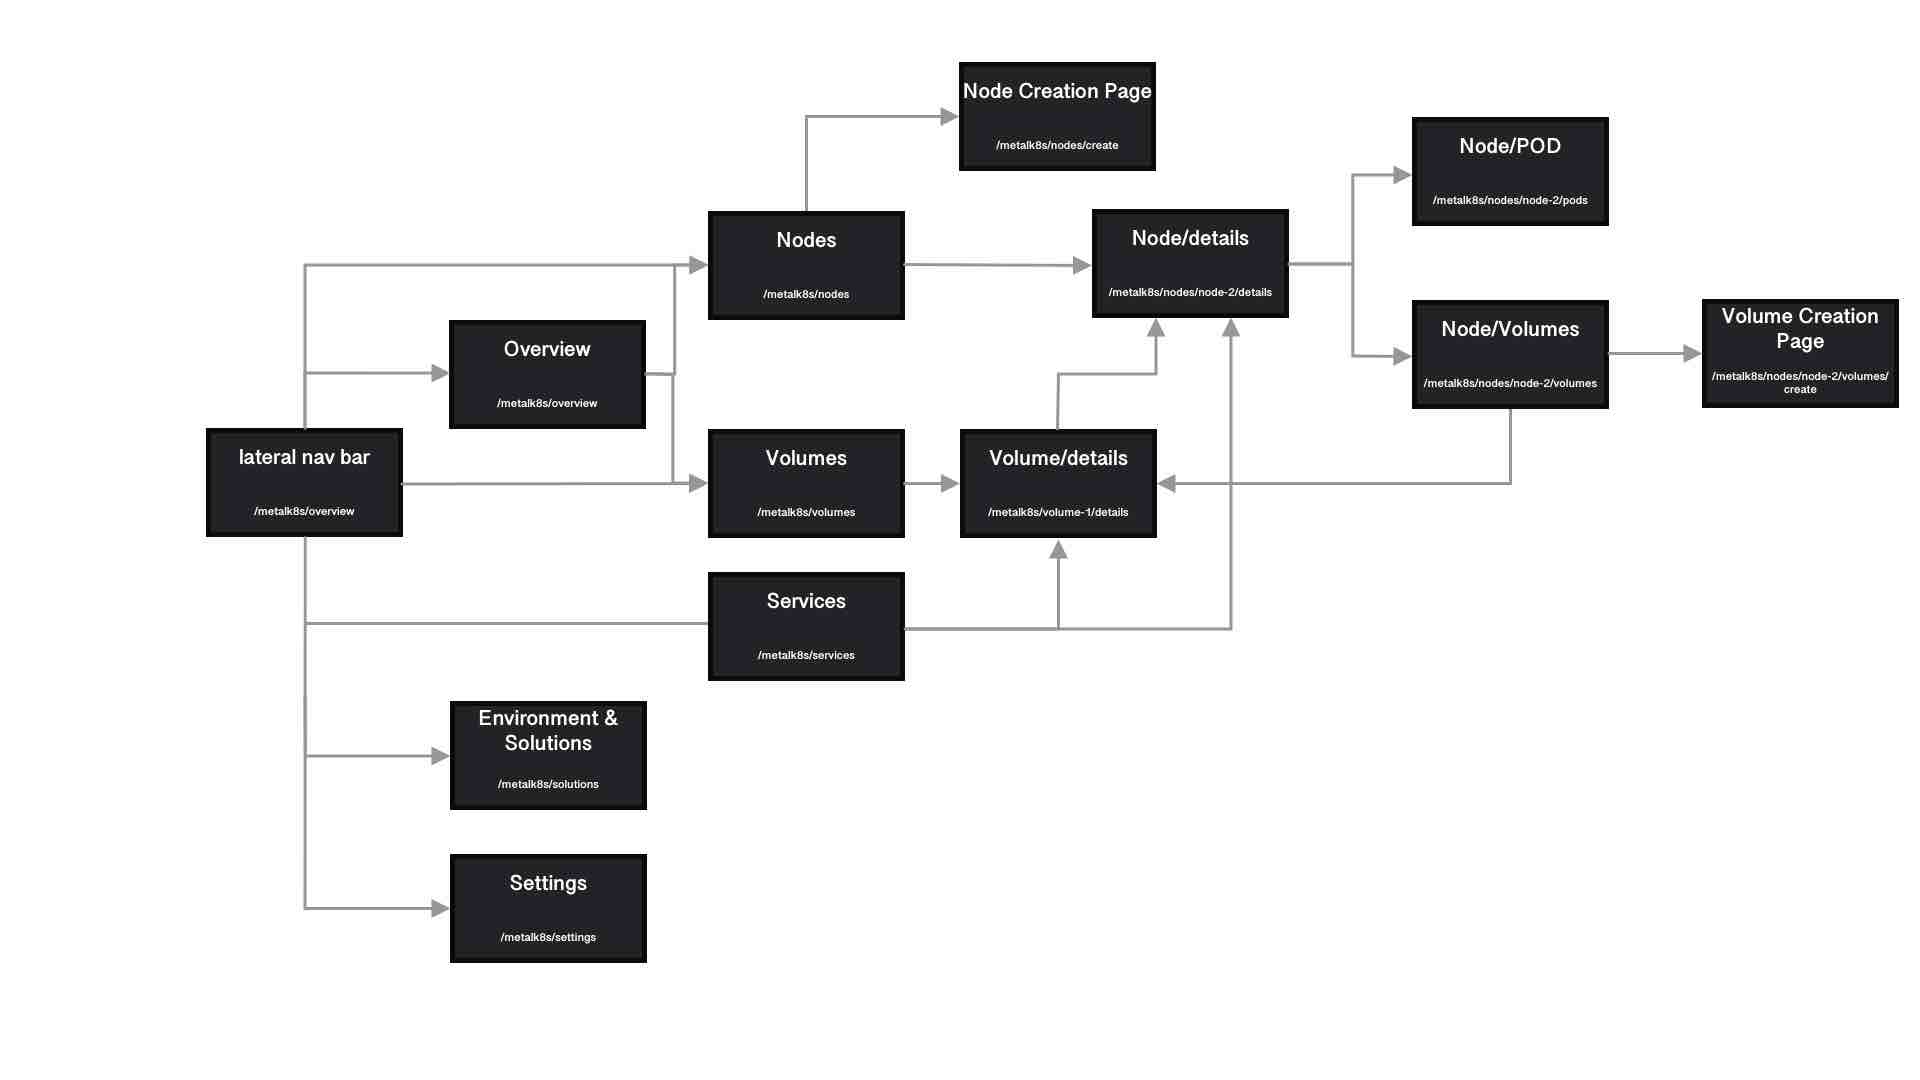 Node Creation Page
/metalk8s/nodes/create
Node/POD
/metalk8s/nodes/node-2/pods
Nodes
/metalk8s/nodes
Node/details
/metalk8s/nodes/node-2/details
Overview
/metalk8s/overview
Node/Volumes
/metalk8s/nodes/node-2/volumes
Volume Creation
Page
/metalk8s/nodes/node-2/volumes/
create
lateral nav bar
/metalk8s/overview
Volumes
/metalk8s/volumes
Volume/details
/metalk8s/volume-1/details
Services
/metalk8s/services
Environment &
Solutions
/metalk8s/solutions
Settings
/metalk8s/settings